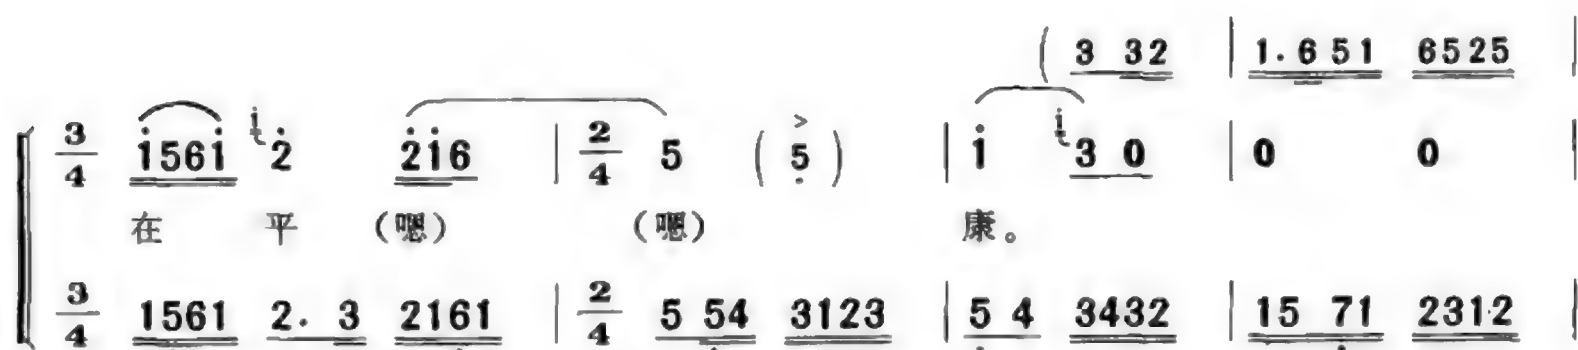 ( 3 32 | 1. 6 51 6525 |
3/4 1561 i 2 216 | 2/4 5 ( 5 ) | 1 i 3 0 | 0 0 |
在 平 (嗯) (嗯) 康。
3/4 1561 2. 3 2161 | 2/4 5 54 3123 | 5 4 3432 | 15 71 2312 |